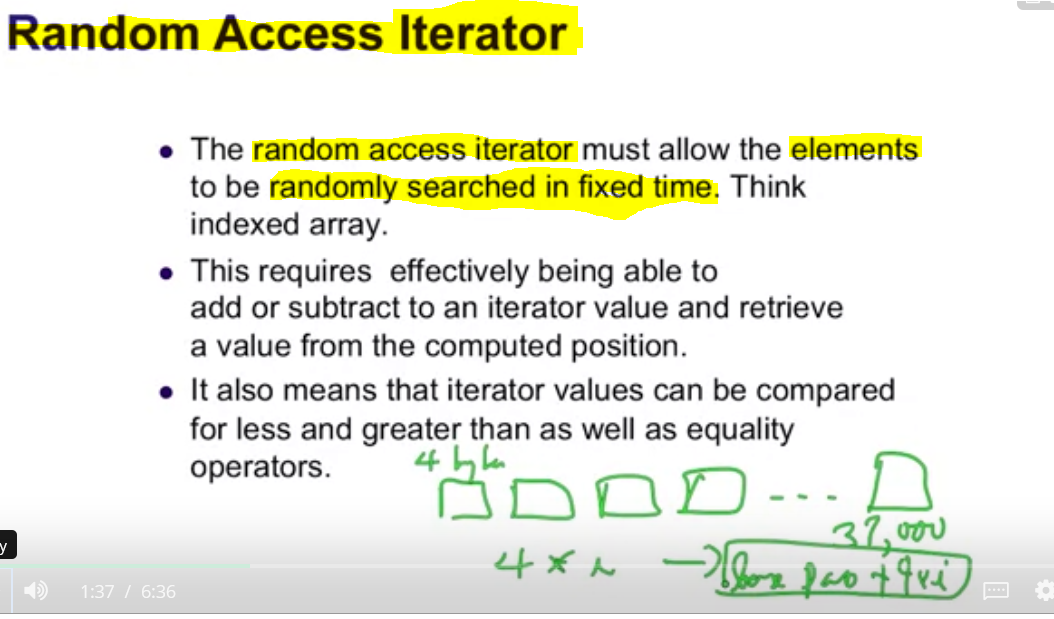 Random Access Iterator
• The random access iterator must allow the elements
to be randomly searched in fixed time. Think
indexed array.
• This requires effectively being able to
add or subtract to an iterator value and retrieve
a value from the computed position.
• It also means that iterator values can be compared
for less and greater than as well as equality
operators.
4
37,000
4 * i → base + 4*i
y
1:37 / 6:36